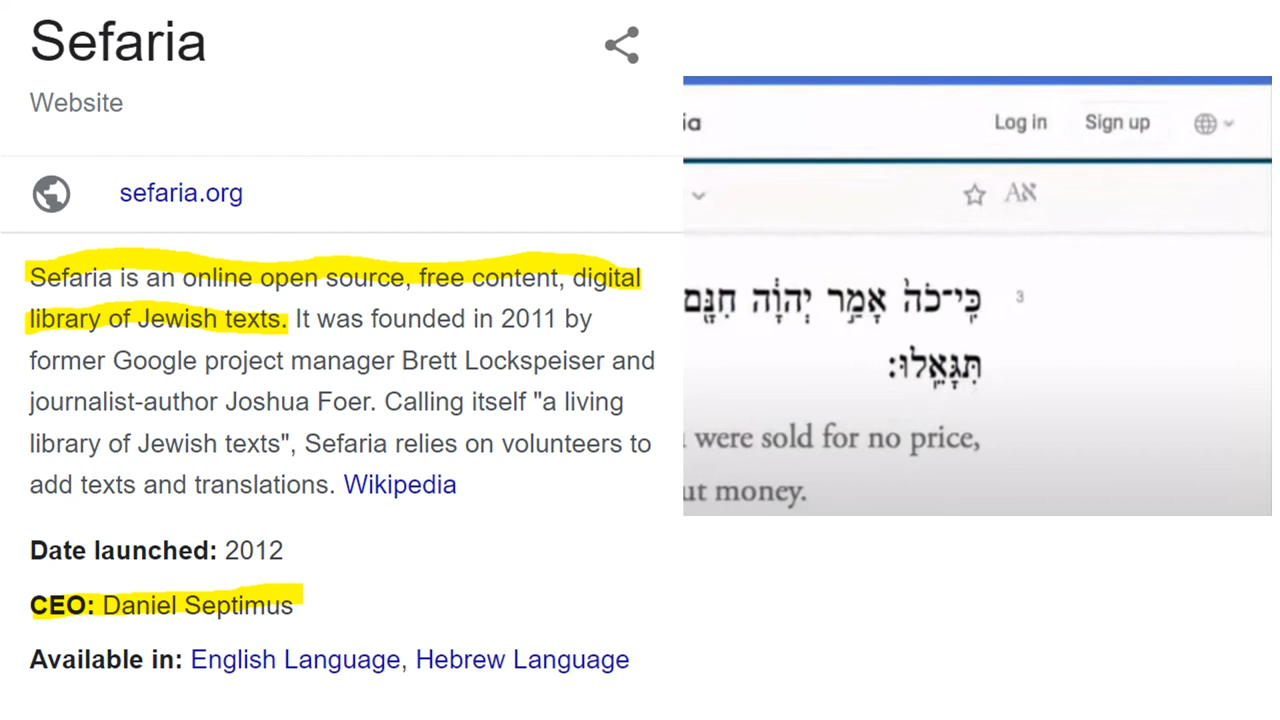 Sefaria
Website
sefaria.org
Sefaria is an online open source, free content, digital
library of Jewish texts. It was founded in 2011 by
former Google project manager Brett Lockspeiser and
journalist-author Joshua Foer. Calling itself "a living
library of Jewish texts", Sefaria relies on volunteers to
add texts and translations. Wikipedia
Date launched: 2012
CEO: Daniel Septimus
Available in: English Language, Hebrew Language
ia Log in Sign up
Aא
3 כִּֽי־כֹה֙ אָמַ֣ר יְהֹוָ֔ה חִנָּ֖ם
תִּגָּאֵֽלוּ׃
were sold for no price,
ut money.